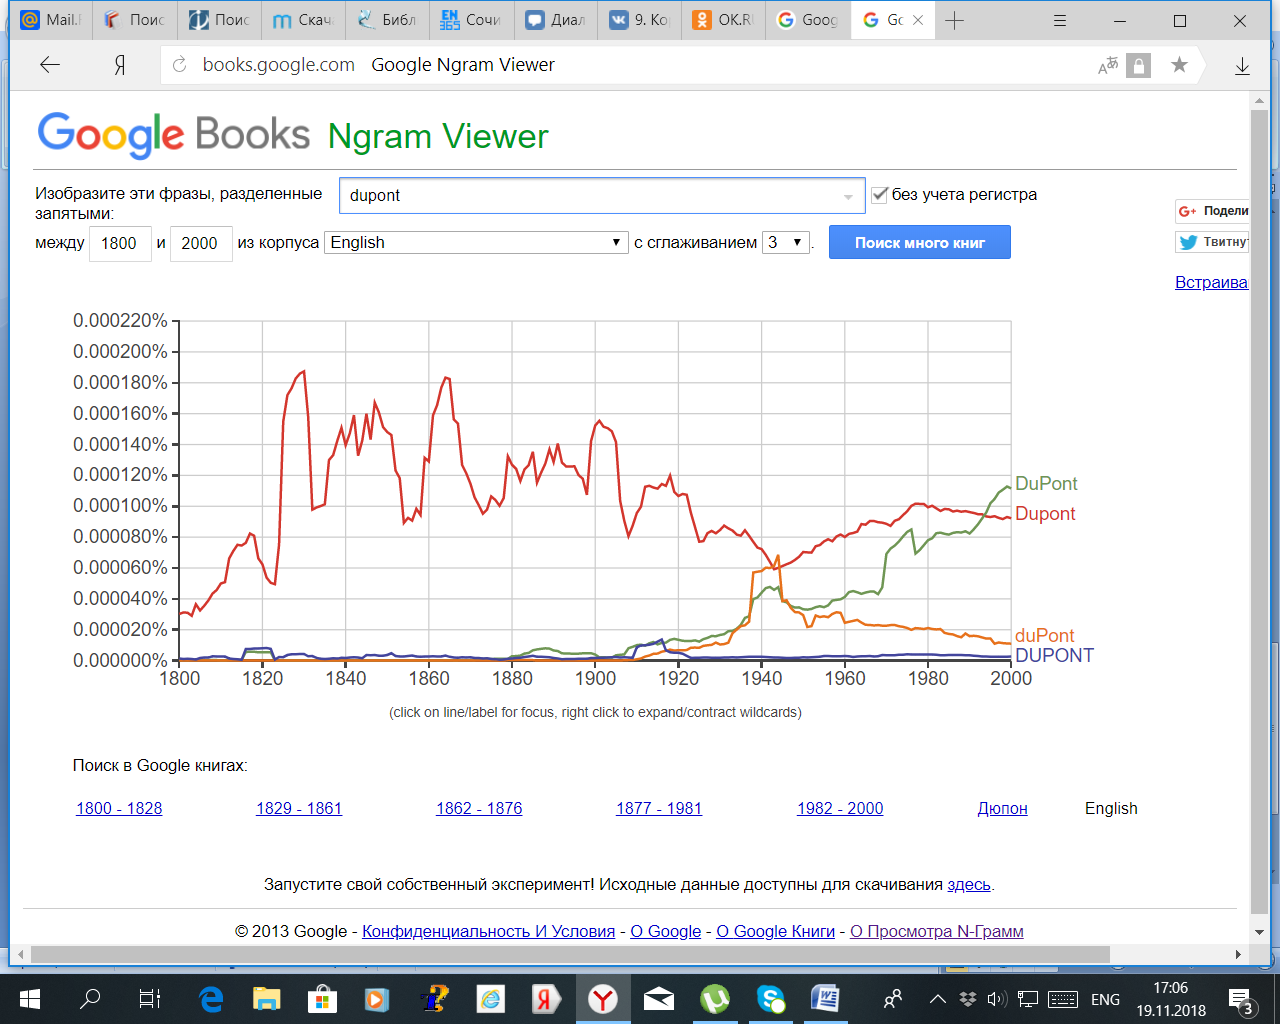 Mail.R Поис Поис Скача Библ EN 365 Сочи Диал 9. Ко OK.RU Goog Go
Я books.google.com Google Ngram Viewer
Google Books Ngram Viewer
Изобразите эти фразы, разделенные запятыми: dupont без учета регистра
между 1800 и 2000 из корпуса English с сглаживанием 3 . Поиск много книг
G+ Подели
Твитнут
Встраива
0.000220%
0.000200%
0.000180%
0.000160%
0.000140%
0.000120%
0.000100%
0.000080%
0.000060%
0.000040%
0.000020%
0.000000%
DuPont
Dupont
duPont
DUPONT
1800 1820 1840 1860 1880 1900 1920 1940 1960 1980 2000
(click on line/label for focus, right click to expand/contract wildcards)
Поиск в Google книгах:
1800 - 1828 1829 - 1861 1862 - 1876 1877 - 1981 1982 - 2000 Дюпон English
Запустите свой собственный эксперимент! Исходные данные доступны для скачивания здесь.
© 2013 Google - Конфиденциальность И Условия - О Google - О Google Книги - О Просмотра N-Грамм
ENG 17:06
19.11.2018 3